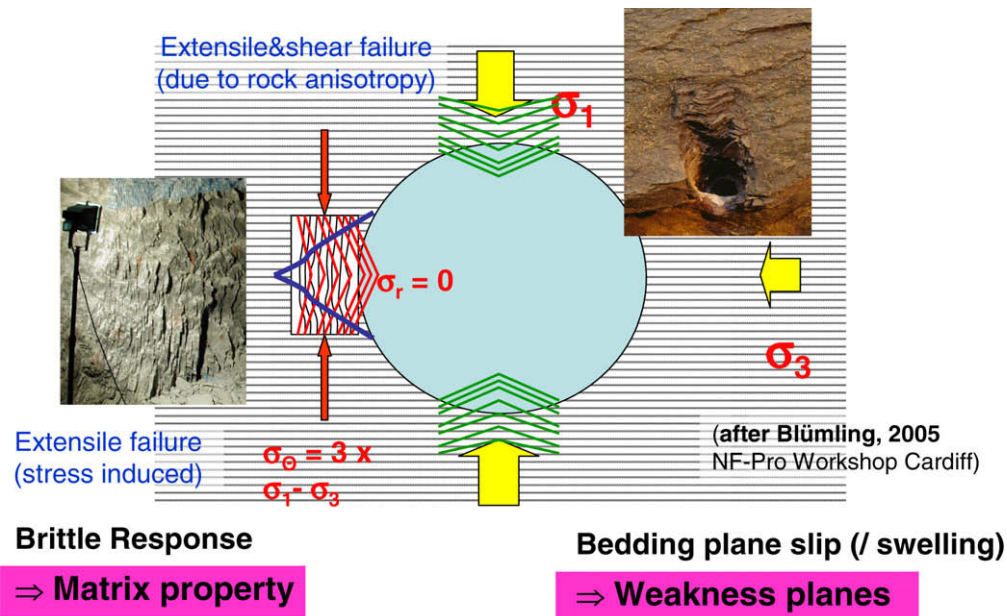 Extensile&shear failure
(due to rock anisotropy)
σ₁
σᵣ = 0
σ₃
Extensile failure
(stress induced)
σ_Θ = 3 x
σ₁- σ₃
(after Blümling, 2005
NF-Pro Workshop Cardiff)
Brittle Response
⇒ Matrix property
Bedding plane slip (/ swelling)
⇒ Weakness planes